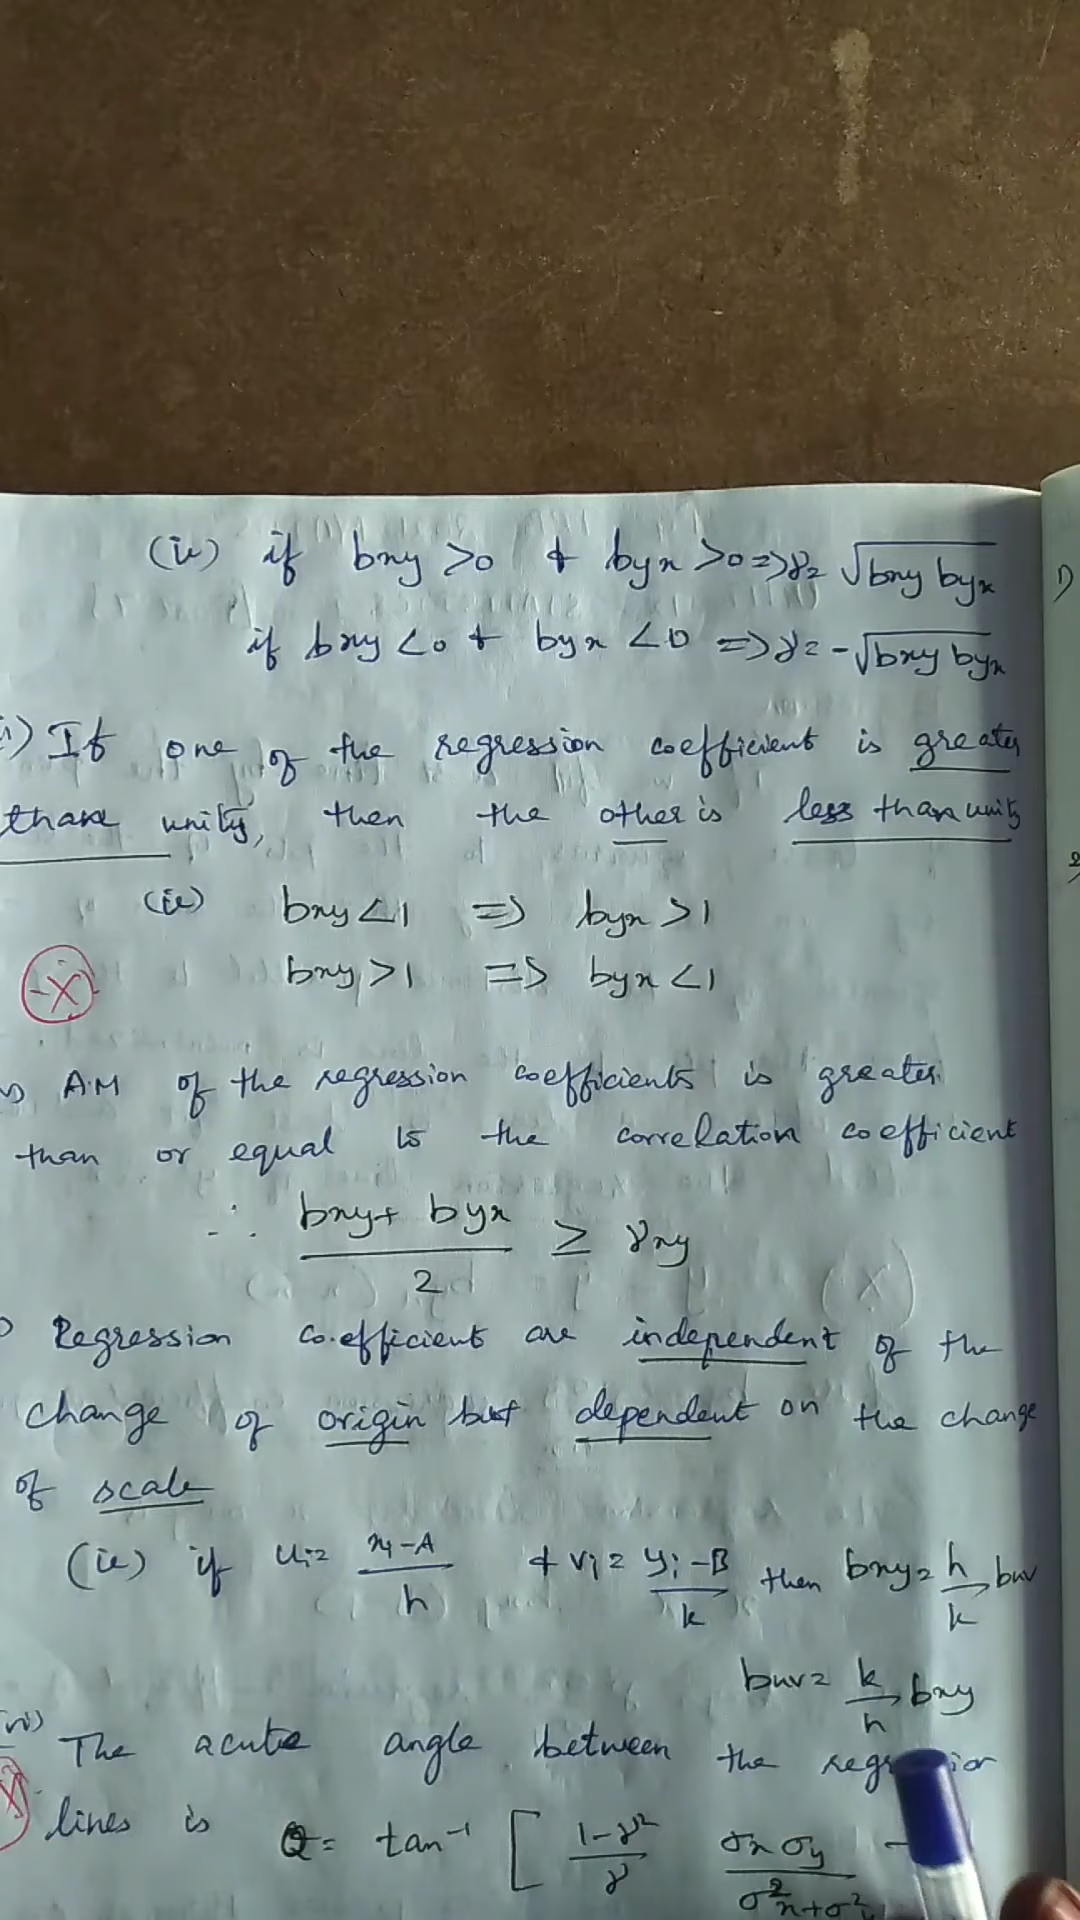 (ie) if bxy >0 & byx >0 => γ= √bxy byx
if bxy <0 & byx <0 => γ= -√bxy byx
If one of the regression coefficient is greater
than unity, then the other is less than unity
(ie) bxy <1 => byx >1
bxy >1 => byx <1
X
A.M of the regression coefficients is greater
than or equal to the correlation coefficient
∴ (bxy + byx)/2 ≥ γxy
Regression co.efficient are independent of the
change of origin but dependent on the change
of scale
(ie) if ui= (xi-A)/h & vi= (yi-B)/k then bxy= h/k buv
buv= k/h bxy
(vi) The acute angle between the
lines is θ= tan⁻¹ [ (1-γ²)/γ σx σy